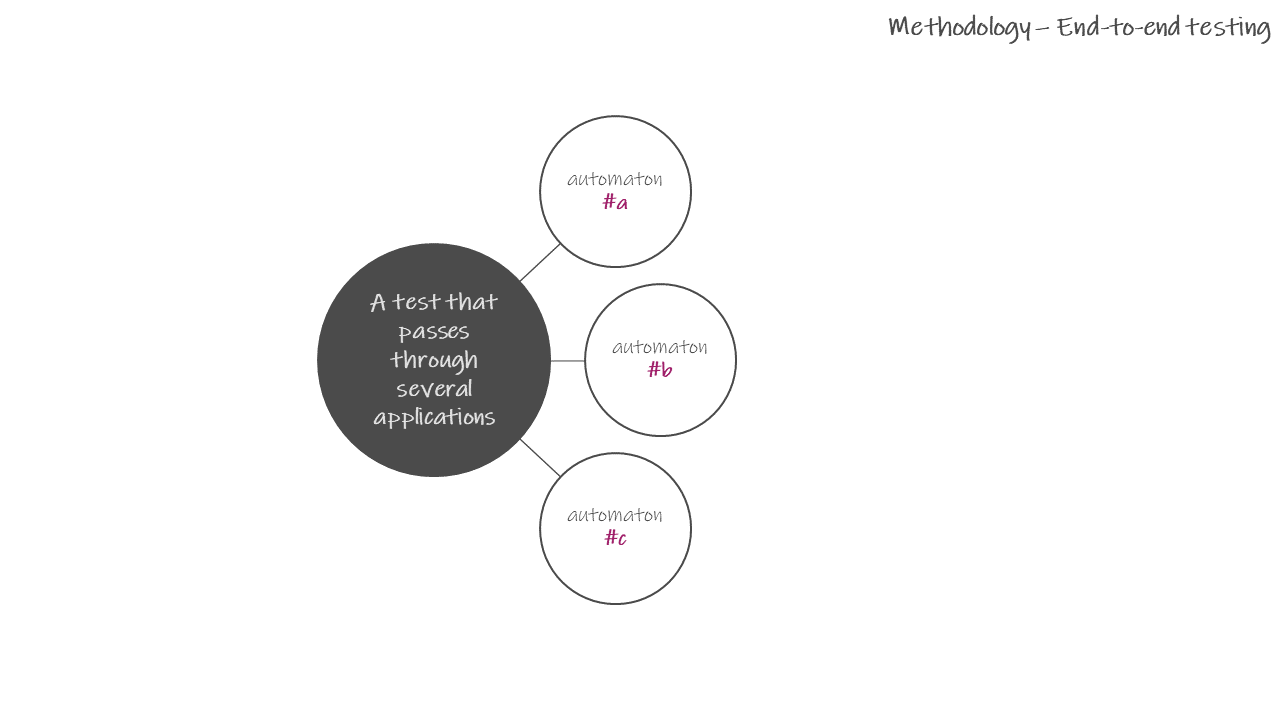 Methodology – End-to-end testing
automaton
#a
A test that
passes
through
several
applications
automaton
#b
automaton
#c